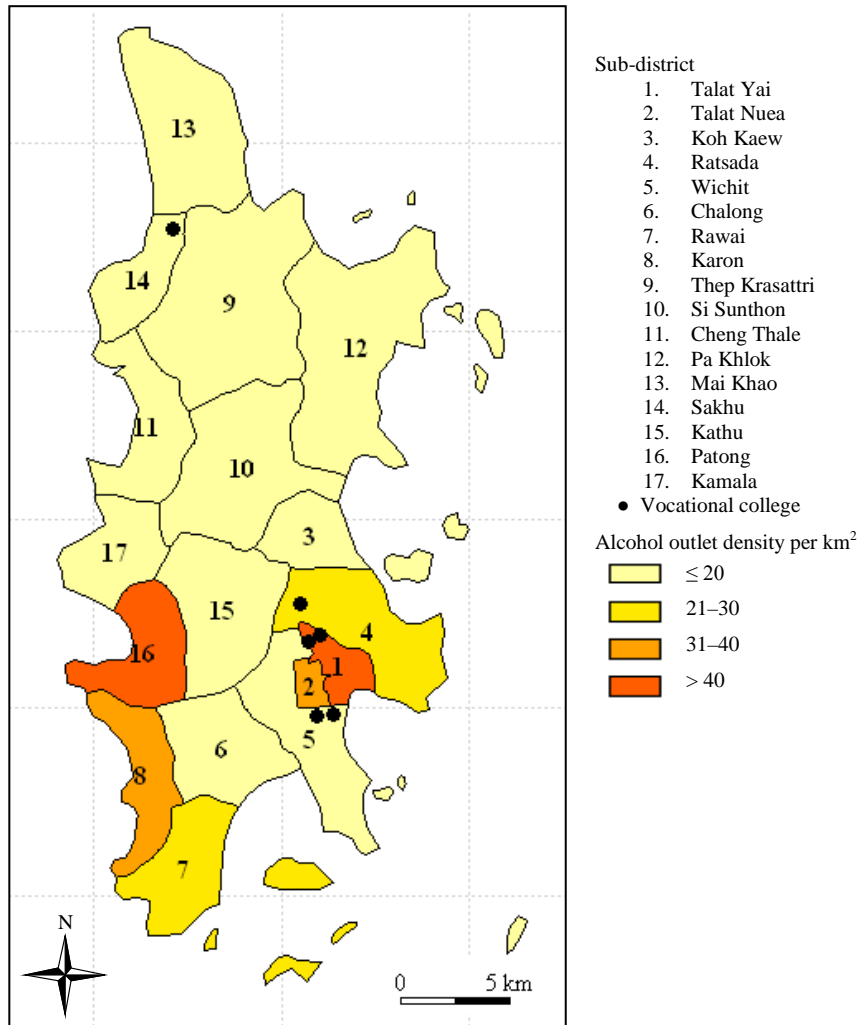 13
14
9
12
11
10
3
17
15
4
16
1
2
5
6
8
7
N
0 5 km
Sub-district
1. Talat Yai
2. Talat Nuea
3. Koh Kaew
4. Ratsada
5. Wichit
6. Chalong
7. Rawai
8. Karon
9. Thep Krasattri
10. Si Sunthon
11. Cheng Thale
12. Pa Khlok
13. Mai Khao
14. Sakhu
15. Kathu
16. Patong
17. Kamala
● Vocational college
Alcohol outlet density per km²
≤ 20
21–30
31–40
> 40